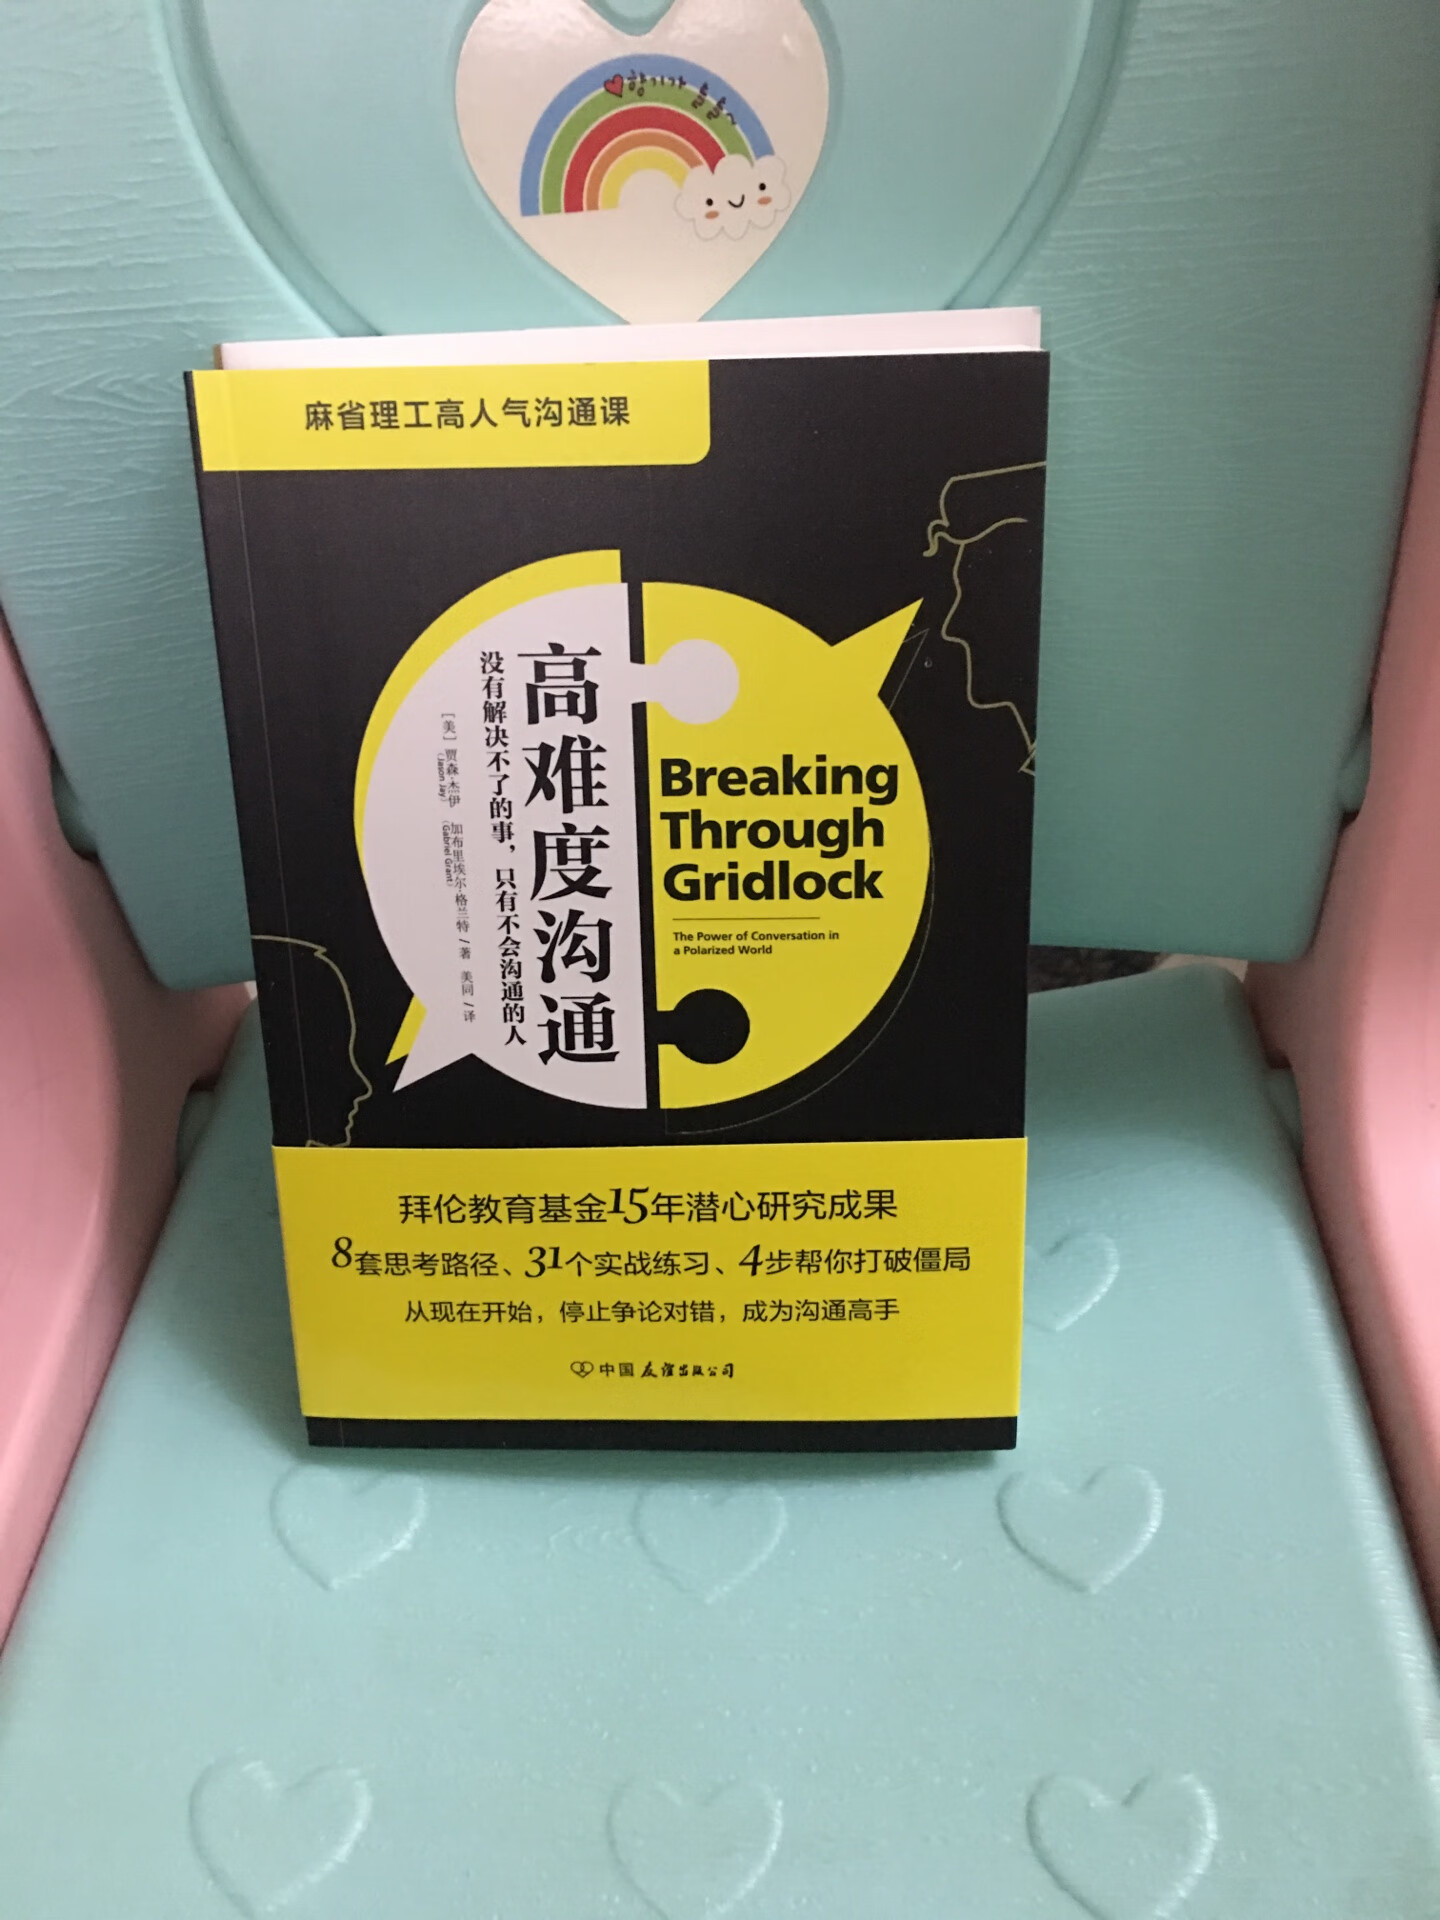 향기가 솔솔~
麻省理工高人气沟通课
高难度沟通
没有解决不了的事，只有不会沟通的人
［美］贾森·杰伊 加布里埃尔·格兰特 / 著 美同 / 译
（Jason Jay） （Gabriel Grant）
Breaking
Through
Gridlock
The Power of Conversation in
a Polarized World
拜伦教育基金15年潜心研究成果
8套思考路径、31个实战练习、4步帮你打破僵局
从现在开始，停止争论对错，成为沟通高手
中国友谊出版公司